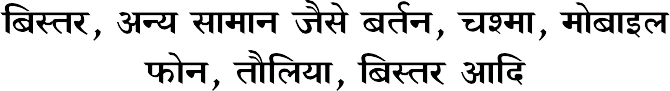 बिस्तर, अन्य सामान जैसे बर्तन, चश्मा, मोबाइल
फोन, तौलिया, बिस्तर आदि